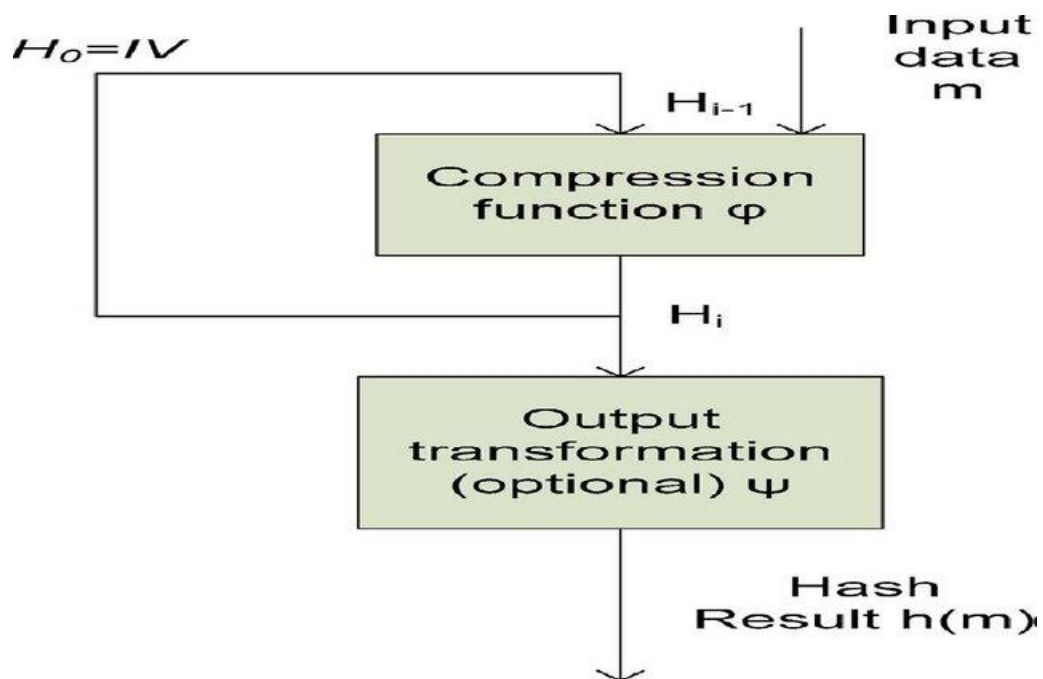 H₀=IV
Input
data
m
Hᵢ₋₁
Compression
function φ
Hᵢ
Output
transformation
(optional) ψ
Hash
Result h(m)